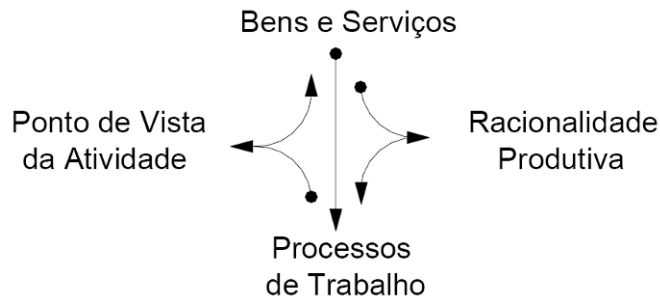 Bens e Serviços
Ponto de Vista
da Atividade
Racionalidade
Produtiva
Processos
de Trabalho